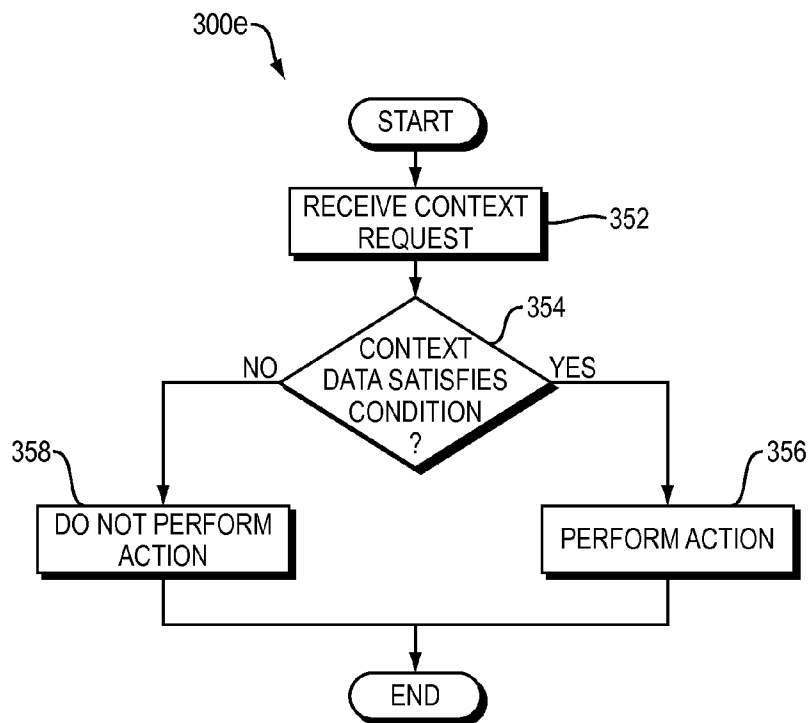 300e
START
RECEIVE CONTEXT
REQUEST
352
354
CONTEXT
DATA SATISFIES
CONDITION
?
NO
YES
358
356
DO NOT PERFORM
ACTION
PERFORM ACTION
END